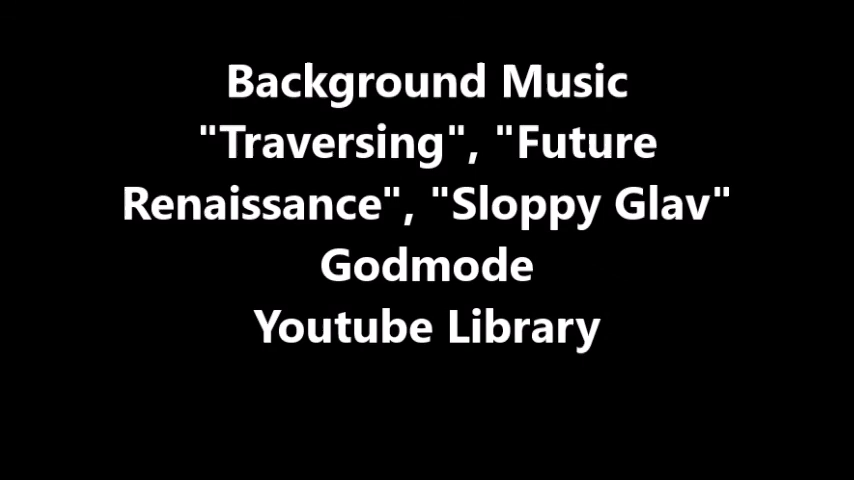 Background Music
"Traversing", "Future
Renaissance", "Sloppy Glav"
Godmode
Youtube Library